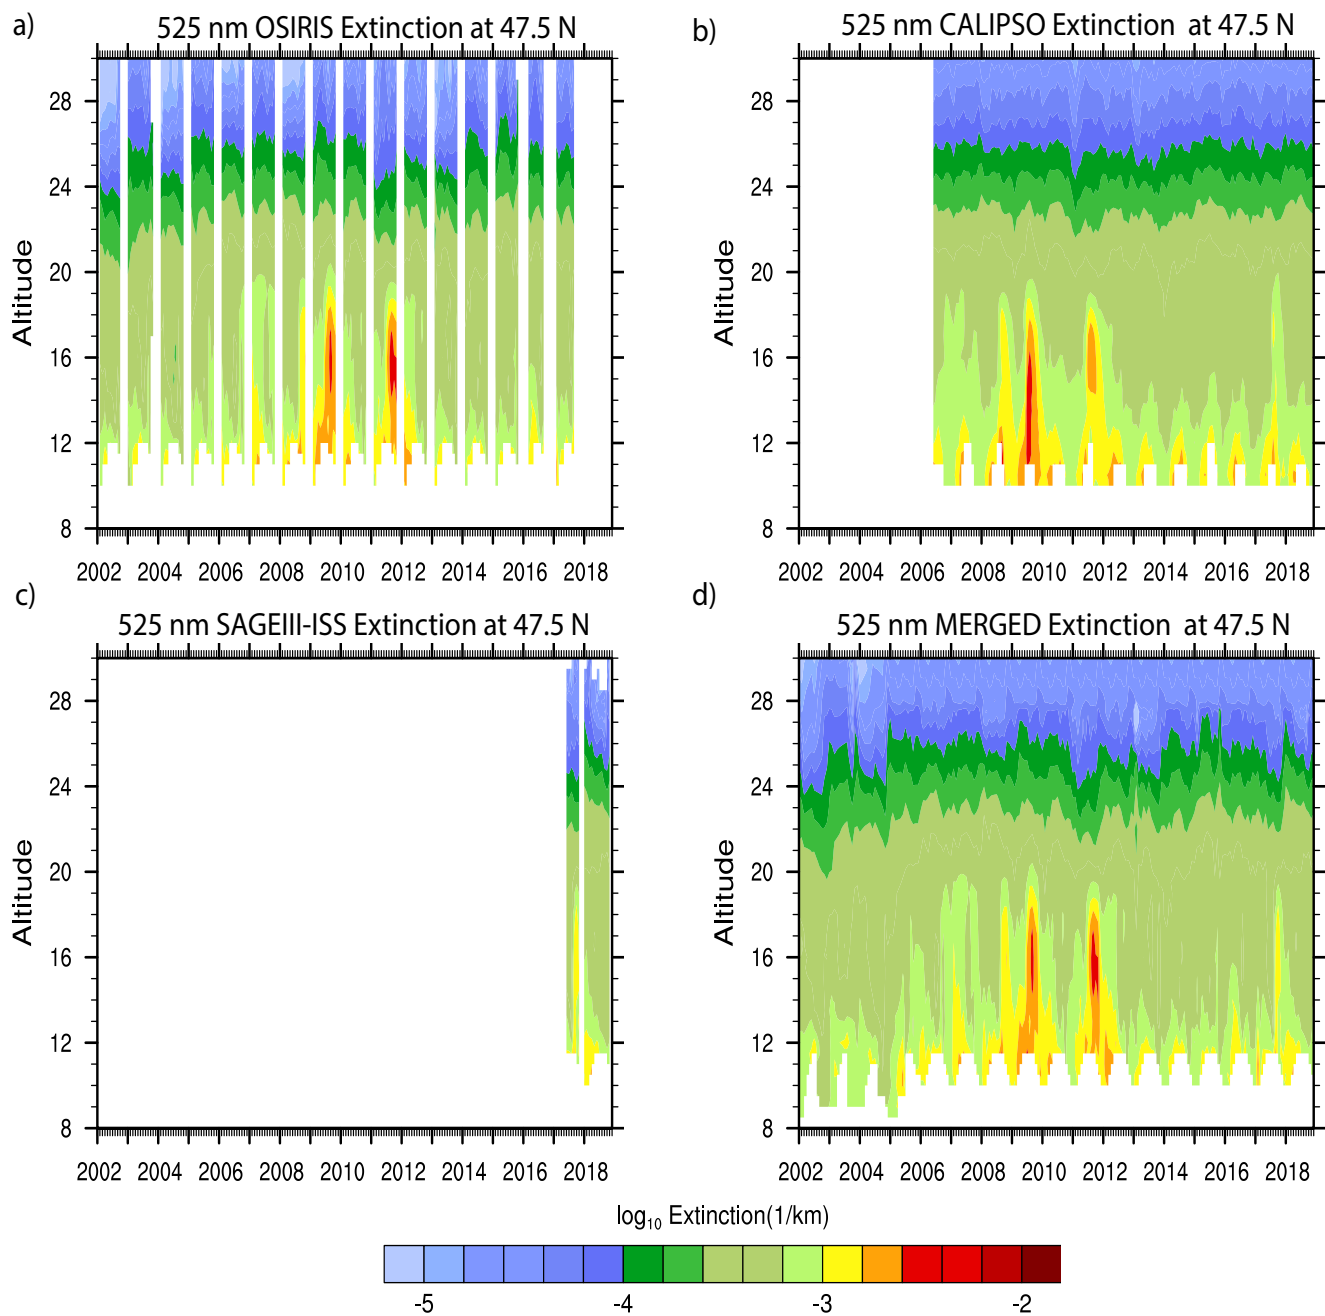 a)
525 nm OSIRIS Extinction at 47.5 N
28
24
20
16
12
8
Altitude
2002 2004 2006 2008 2010 2012 2014 2016 2018
b)
525 nm CALIPSO Extinction at 47.5 N
28
24
20
16
12
8
Altitude
2002 2004 2006 2008 2010 2012 2014 2016 2018
c)
525 nm SAGEIII-ISS Extinction at 47.5 N
28
24
20
16
12
8
Altitude
2002 2004 2006 2008 2010 2012 2014 2016 2018
d)
525 nm MERGED Extinction at 47.5 N
28
24
20
16
12
8
Altitude
2002 2004 2006 2008 2010 2012 2014 2016 2018
log₁₀ Extinction(1/km)
-5 -4 -3 -2